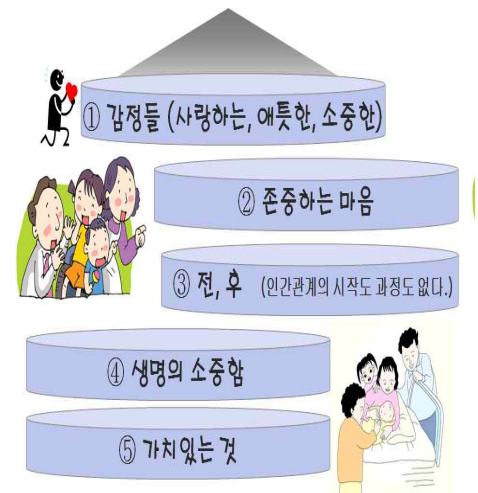 ① 감정들 (사랑하는, 애틋한, 소중한)
② 존중하는 마음
③ 전, 후 (인간관계의 시작도 과정도 없다.)
④ 생명의 소중함
⑤ 가치있는 것